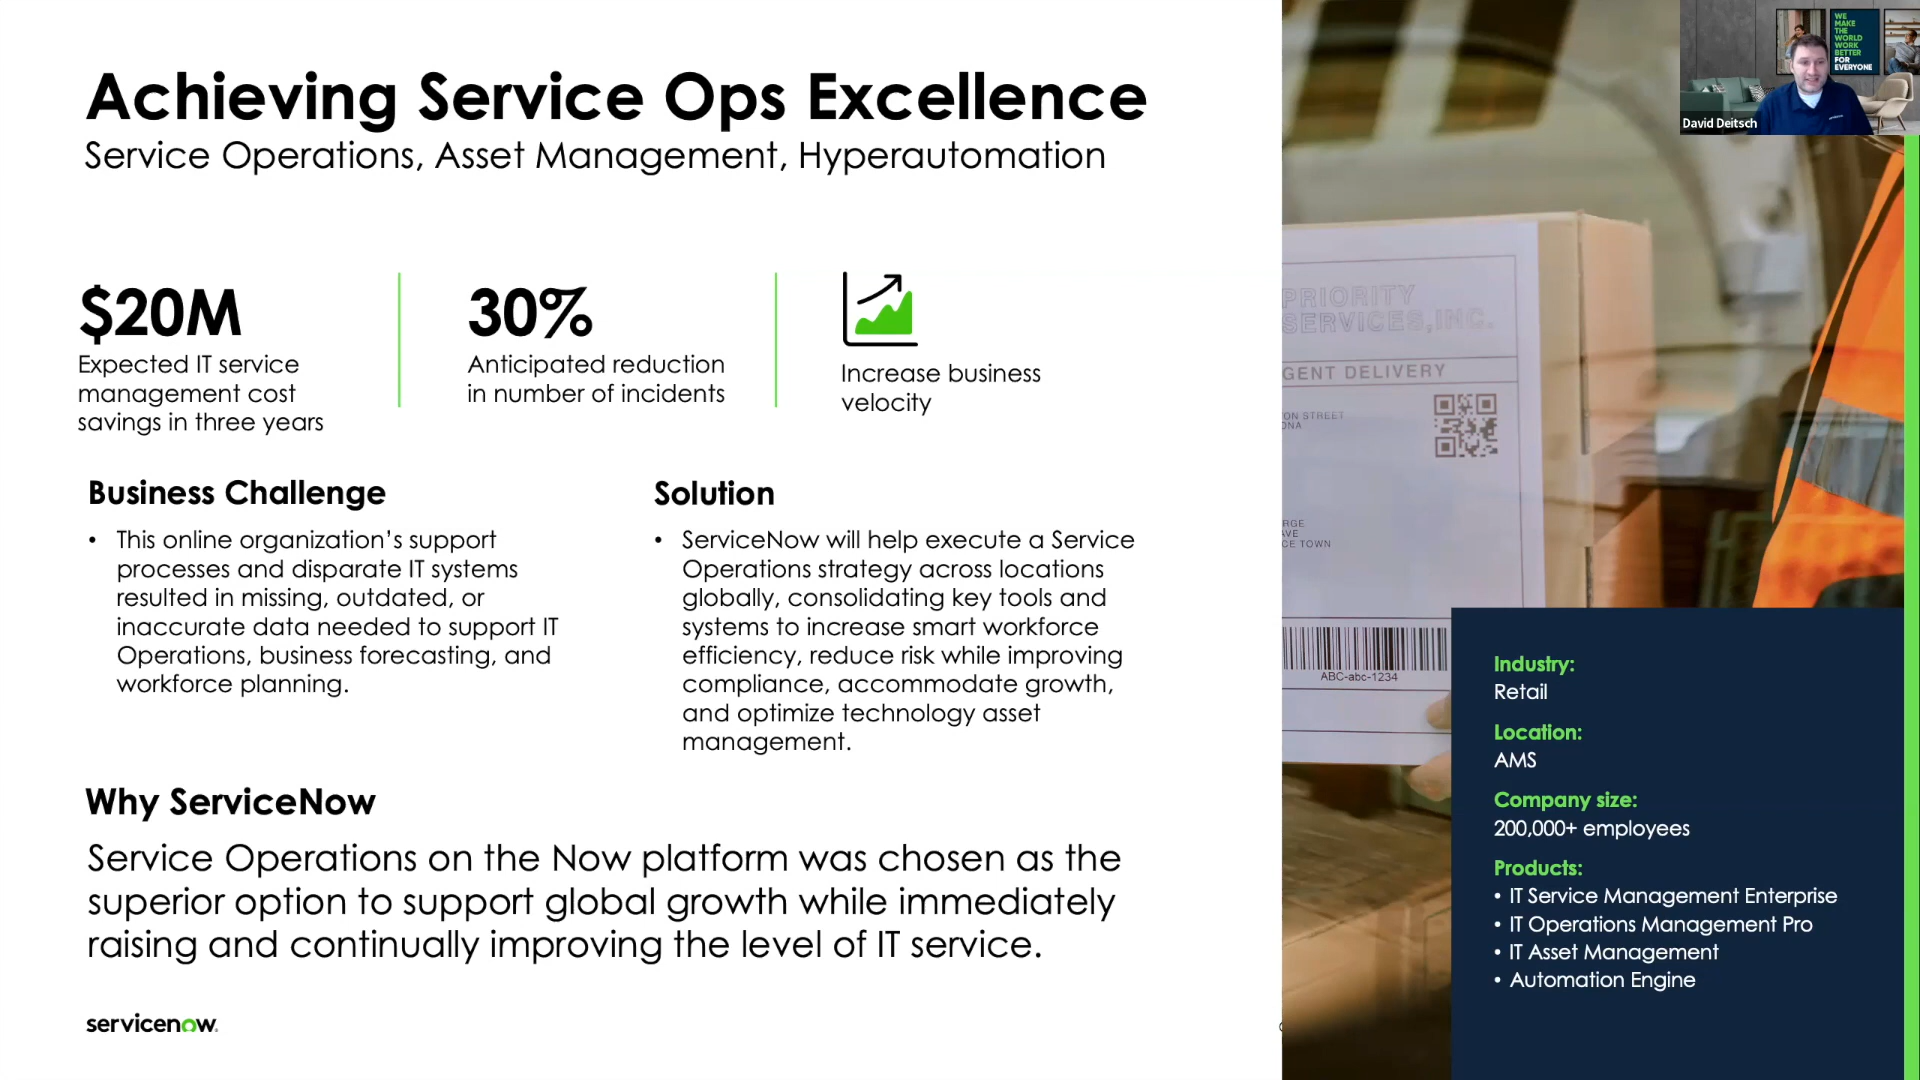 Achieving Service Ops Excellence
Service Operations, Asset Management, Hyperautomation
$20M
Expected IT service
management cost
savings in three years
30%
Anticipated reduction
in number of incidents
Increase business
velocity
Business Challenge
• This online organization’s support
processes and disparate IT systems
resulted in missing, outdated, or
inaccurate data needed to support IT
Operations, business forecasting, and
workforce planning.
Solution
• ServiceNow will help execute a Service
Operations strategy across locations
globally, consolidating key tools and
systems to increase smart workforce
efficiency, reduce risk while improving
compliance, accommodate growth,
and optimize technology asset
management.
Why ServiceNow
Service Operations on the Now platform was chosen as the
superior option to support global growth while immediately
raising and continually improving the level of IT service.
servicenow
WE
MAKE
THE
WORLD
WORK
BETTER
FOR
EVERYONE
David Deitsch
PRIORITY
SERVICES,INC.
GENT DELIVERY
ON STREET
ONA
RGE
AVE
CE TOWN
ABC-abc-1234
Industry:
Retail
Location:
AMS
Company size:
200,000+ employees
Products:
• IT Service Management Enterprise
• IT Operations Management Pro
• IT Asset Management
• Automation Engine